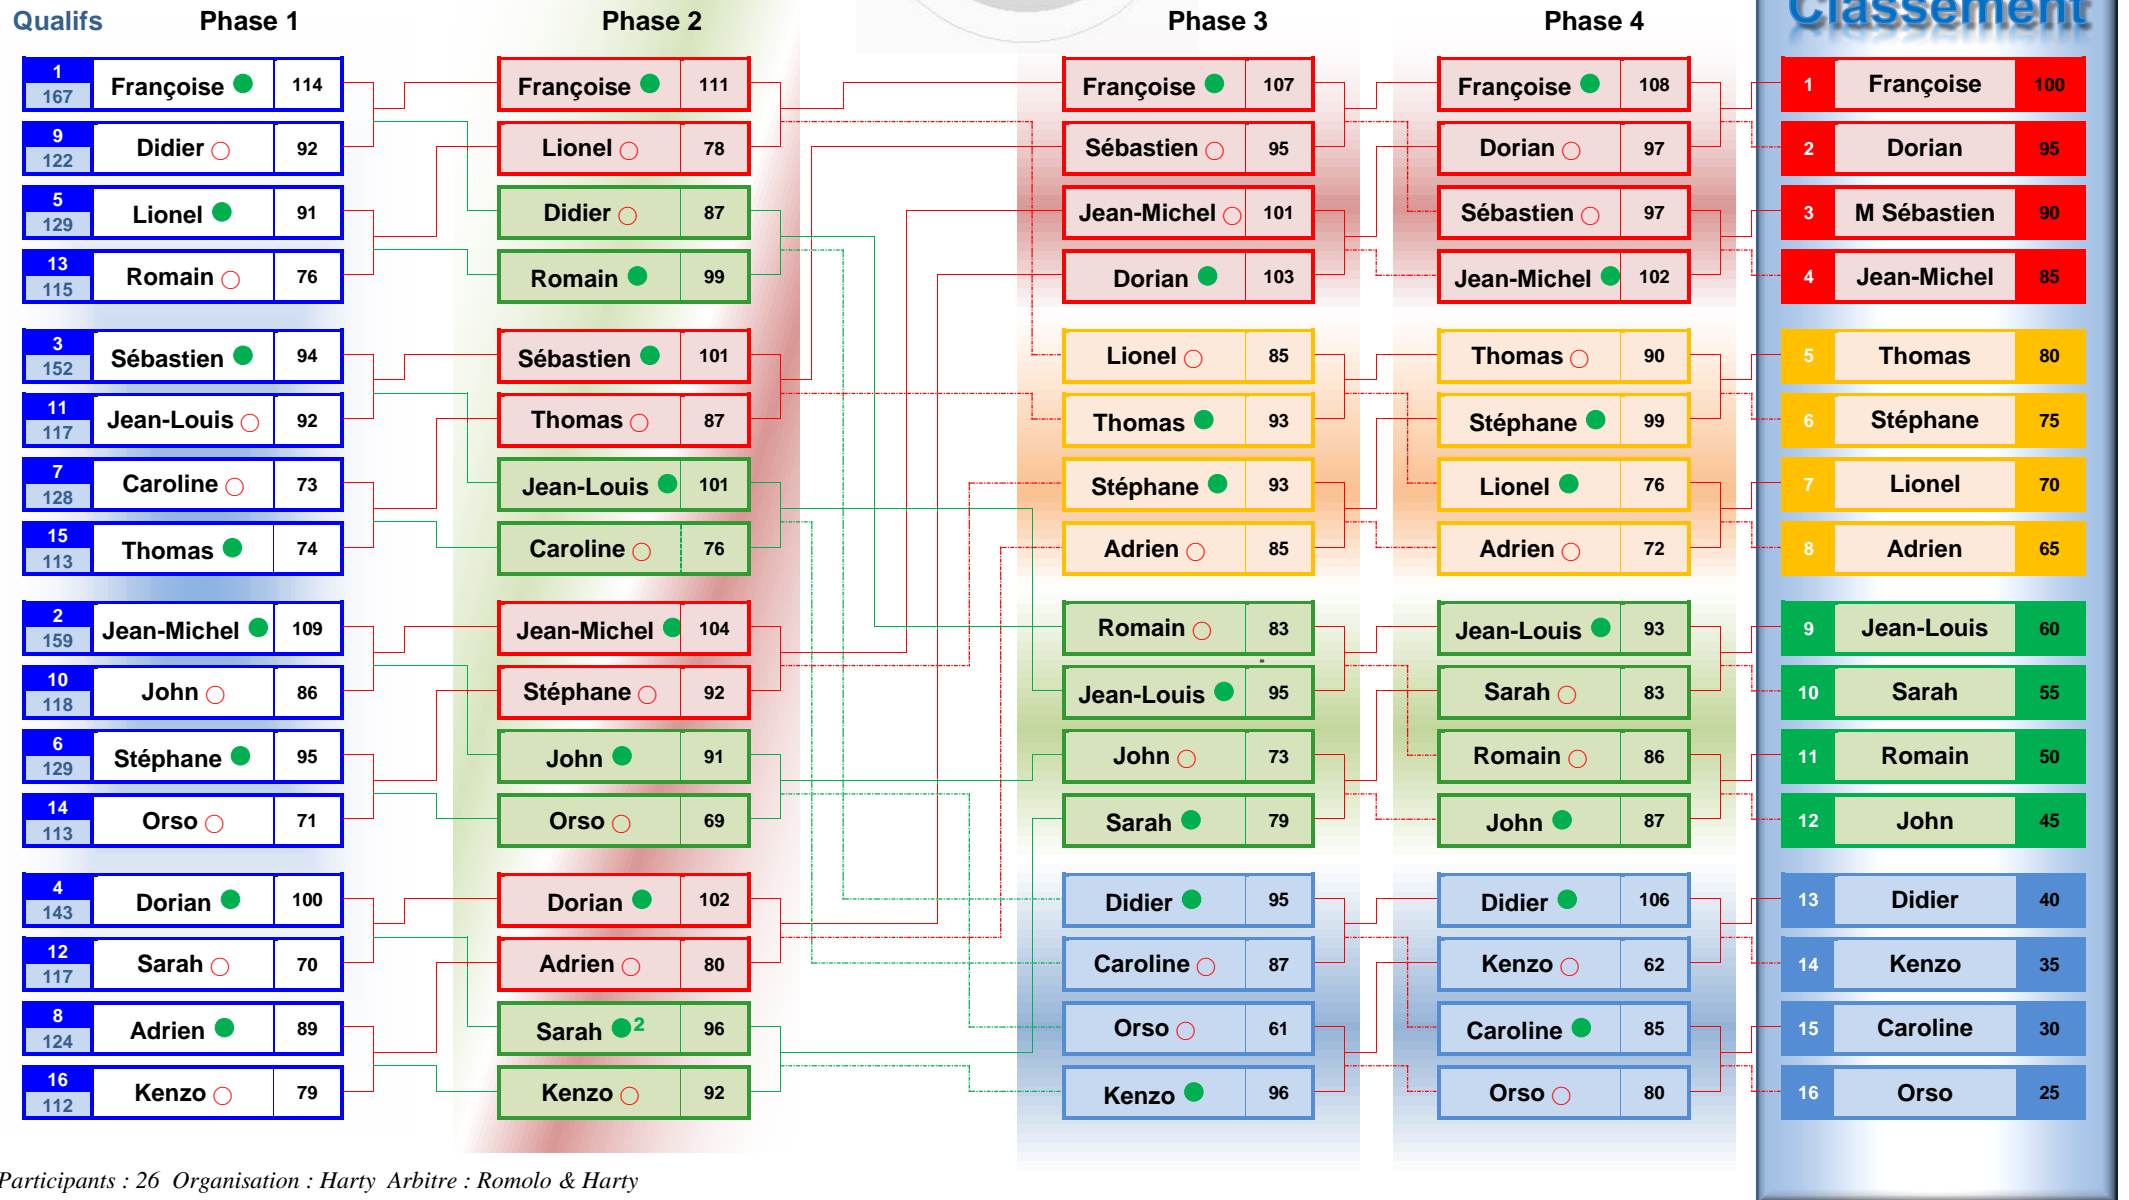 Qualifs Phase 1 Phase 2 Phase 3 Phase 4 Classement
1 167 Françoise 114 Françoise 111 Françoise 107 Françoise 108 1 Françoise 100
9 122 Didier 92 Lionel 78 Sébastien 95 Dorian 97 2 Dorian 95
5 129 Lionel 91 Didier 87 Jean-Michel 101 Sébastien 97 3 M Sébastien 90
13 115 Romain 76 Romain 99 Dorian 103 Jean-Michel 102 4 Jean-Michel 85
3 152 Sébastien 94 Sébastien 101 Lionel 85 Thomas 90 5 Thomas 80
11 117 Jean-Louis 92 Thomas 87 Thomas 93 Stéphane 99 6 Stéphane 75
7 128 Caroline 73 Jean-Louis 101 Stéphane 93 Lionel 76 7 Lionel 70
15 113 Thomas 74 Caroline 76 Adrien 85 Adrien 72 8 Adrien 65
2 159 Jean-Michel 109 Jean-Michel 104 Romain 83 Jean-Louis 93 9 Jean-Louis 60
10 118 John 86 Stéphane 92 Jean-Louis 95 Sarah 83 10 Sarah 55
6 129 Stéphane 95 John 91 John 73 Romain 86 11 Romain 50
14 113 Orso 71 Orso 69 Sarah 79 John 87 12 John 45
4 143 Dorian 100 Dorian 102 Didier 95 Didier 106 13 Didier 40
12 117 Sarah 70 Adrien 80 Caroline 87 Kenzo 62 14 Kenzo 35
8 124 Adrien 89 Sarah 2 96 Orso 61 Caroline 85 15 Caroline 30
16 112 Kenzo 79 Kenzo 92 Kenzo 96 Orso 80 16 Orso 25
Participants : 26 Organisation : Harty Arbitre : Romolo & Harty